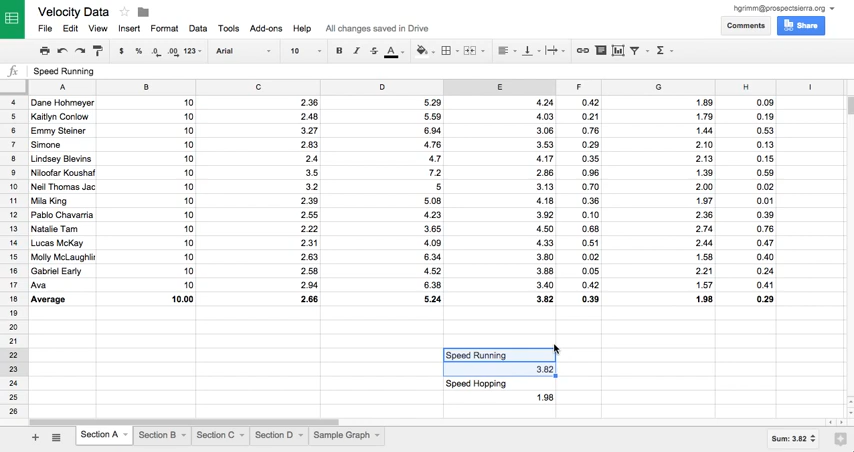 Velocity Data
hgrimm@prospectsierra.org
File Edit View Insert Format Data Tools Add-ons Help All changes saved in Drive
Comments Share
$ % .0 .00 123 Arial 10 B I S A Σ
fx Speed Running
A B C D E F G H I
4 Dane Hohmeyer 10 2.36 5.29 4.24 0.42 1.89 0.09
5 Kaitlyn Conlow 10 2.48 5.59 4.03 0.21 1.79 0.19
6 Emmy Steiner 10 3.27 6.94 3.06 0.76 1.44 0.53
7 Simone 10 2.83 4.76 3.53 0.29 2.10 0.13
8 Lindsey Blevins 10 2.4 4.7 4.17 0.35 2.13 0.15
9 Niloofar Koushaf 10 3.5 7.2 2.86 0.96 1.39 0.59
10 Neil Thomas Jac 10 3.2 5 3.13 0.70 2.00 0.02
11 Mila King 10 2.39 5.08 4.18 0.36 1.97 0.01
12 Pablo Chavarria 10 2.55 4.23 3.92 0.10 2.36 0.39
13 Natalie Tam 10 2.22 3.65 4.50 0.68 2.74 0.76
14 Lucas McKay 10 2.31 4.09 4.33 0.51 2.44 0.47
15 Molly McLaughlin 10 2.63 6.34 3.80 0.02 1.58 0.40
16 Gabriel Early 10 2.58 4.52 3.88 0.05 2.21 0.24
17 Ava 10 2.94 6.38 3.40 0.42 1.57 0.41
18 Average 10.00 2.66 5.24 3.82 0.39 1.98 0.29
19
20
21
22 Speed Running
23 3.82
24 Speed Hopping
25 1.98
26
+ Section A Section B Section C Section D Sample Graph Sum: 3.82